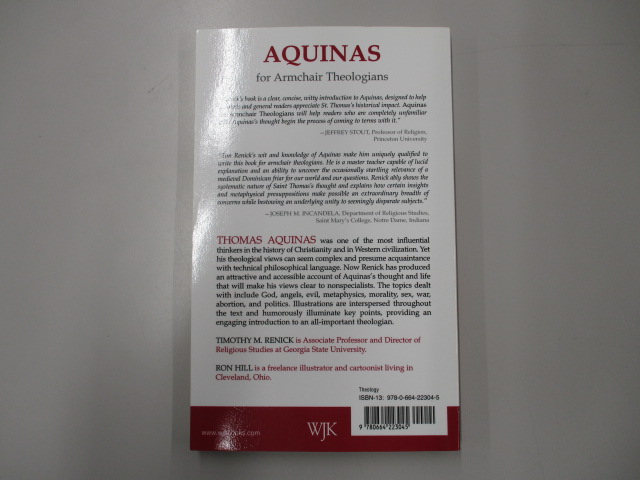 AQUINAS
for Armchair Theologians
book is a clear, concise, witty introduction to Aquinas, designed to help
and general readers appreciate St. Thomas's historical impact. Aquinas
Armchair Theologians will help readers who are completely unfamiliar
Aquinas's thought begin the process of coming to terms with it."
—JEFFREY STOUT, Professor of Religion,
Princeton University
Renick's wit and knowledge of Aquinas make him uniquely qualified to
write this book for armchair theologians. He is a master teacher capable of lucid
explanation and an ability to uncover the occasionally startling relevance of a
medieval Dominican friar for our world and our questions. Renick ably shows the
systematic nature of Saint Thomas's thought and explains how certain insights
and metaphysical presuppositions make possible an extraordinary breadth of
concerns while bestowing an underlying unity to seemingly disparate subjects."
—JOSEPH M. INCANDELA, Department of Religious Studies,
Saint Mary's College, Notre Dame, Indiana
THOMAS AQUINAS was one of the most influential
thinkers in the history of Christianity and in Western civilization. Yet
his theological views can seem complex and presume acquaintance
with technical philosophical language. Now Renick has produced
an attractive and accessible account of Aquinas's thought and life
that will make his views clear to nonspecialists. The topics dealt
with include God, angels, evil, metaphysics, morality, sex, war,
abortion, and politics. Illustrations are interspersed throughout
the text and humorously illuminate key points, providing an
engaging introduction to an all-important theologian.
TIMOTHY M. RENICK is Associate Professor and Director of
Religious Studies at Georgia State University.
RON HILL is a freelance illustrator and cartoonist living in
Cleveland, Ohio.
Theology
ISBN-13: 978-0-664-22304-5
9 780664 223045
WJK